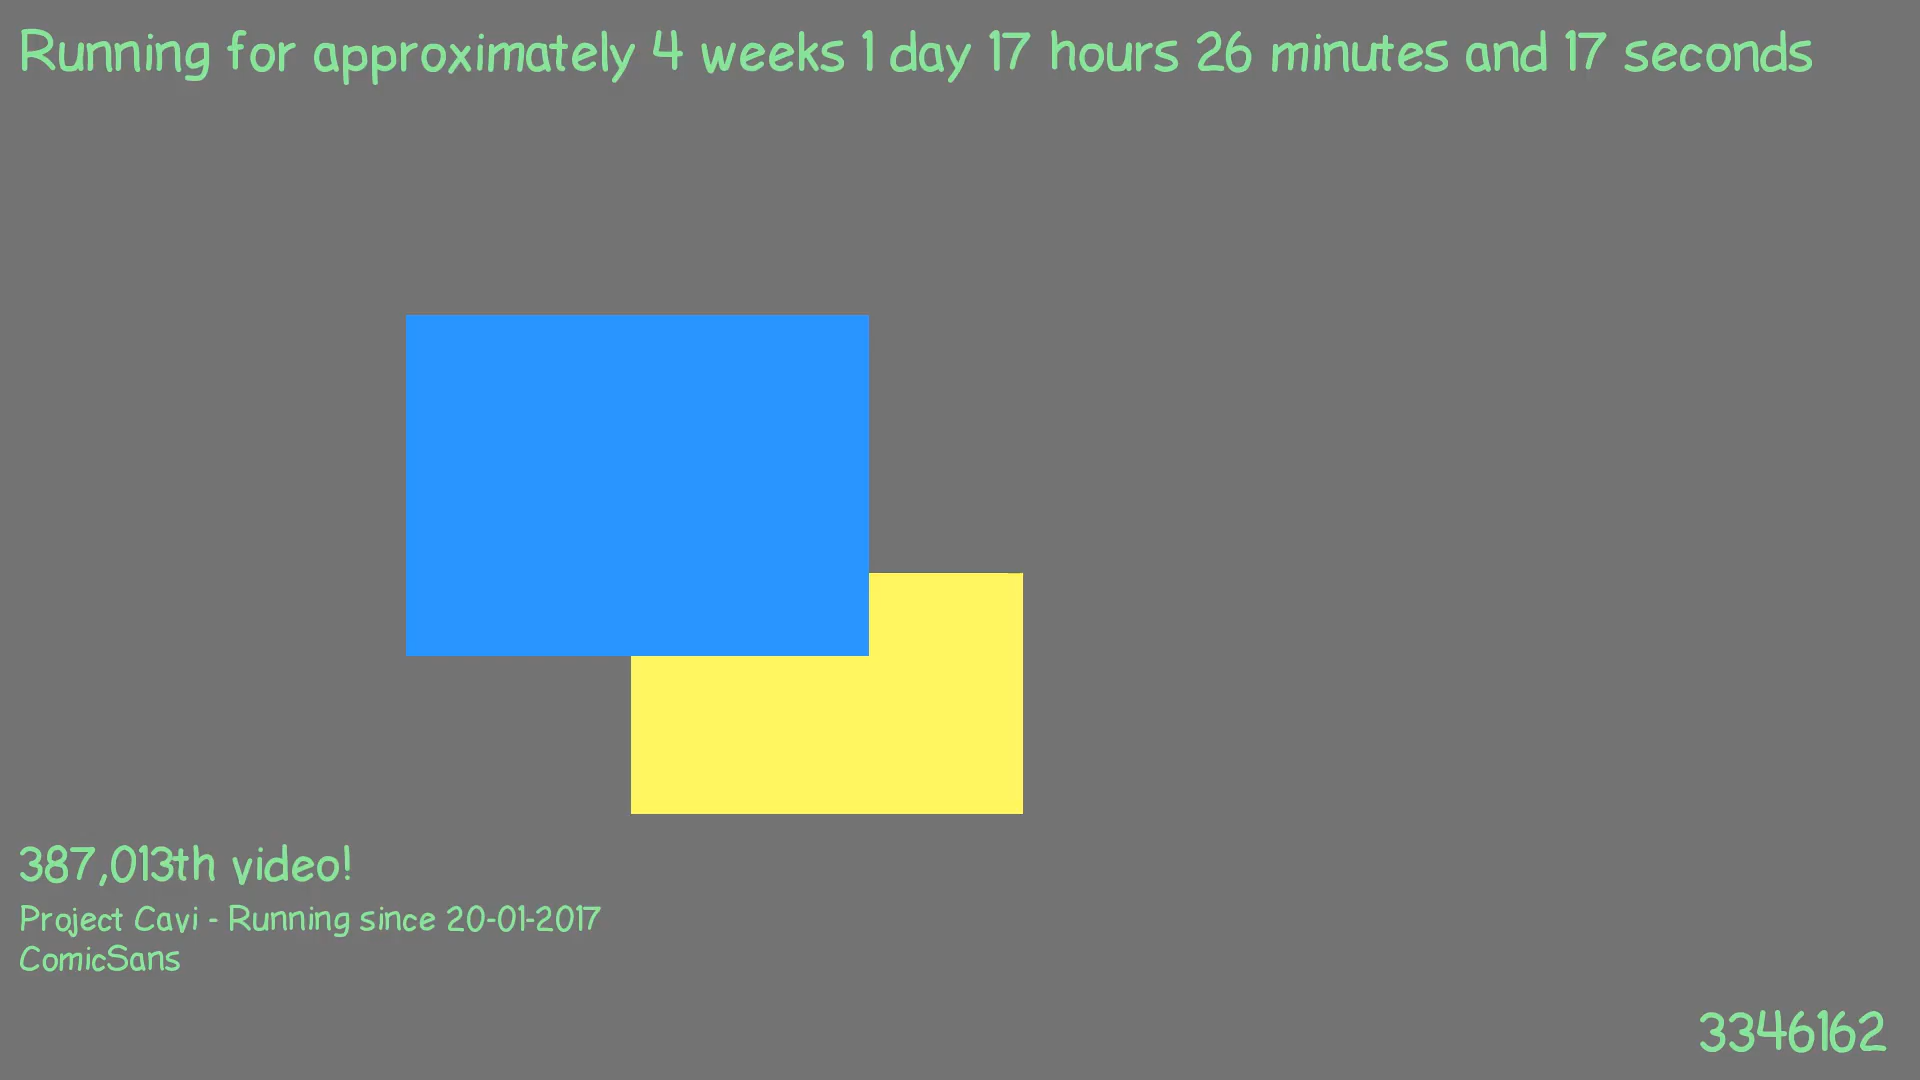 Running for approximately 4 weeks 1 day 17 hours 26 minutes and 17 seconds
387,013th video!
Project Cavi - Running since 20-01-2017
ComicSans
3346162